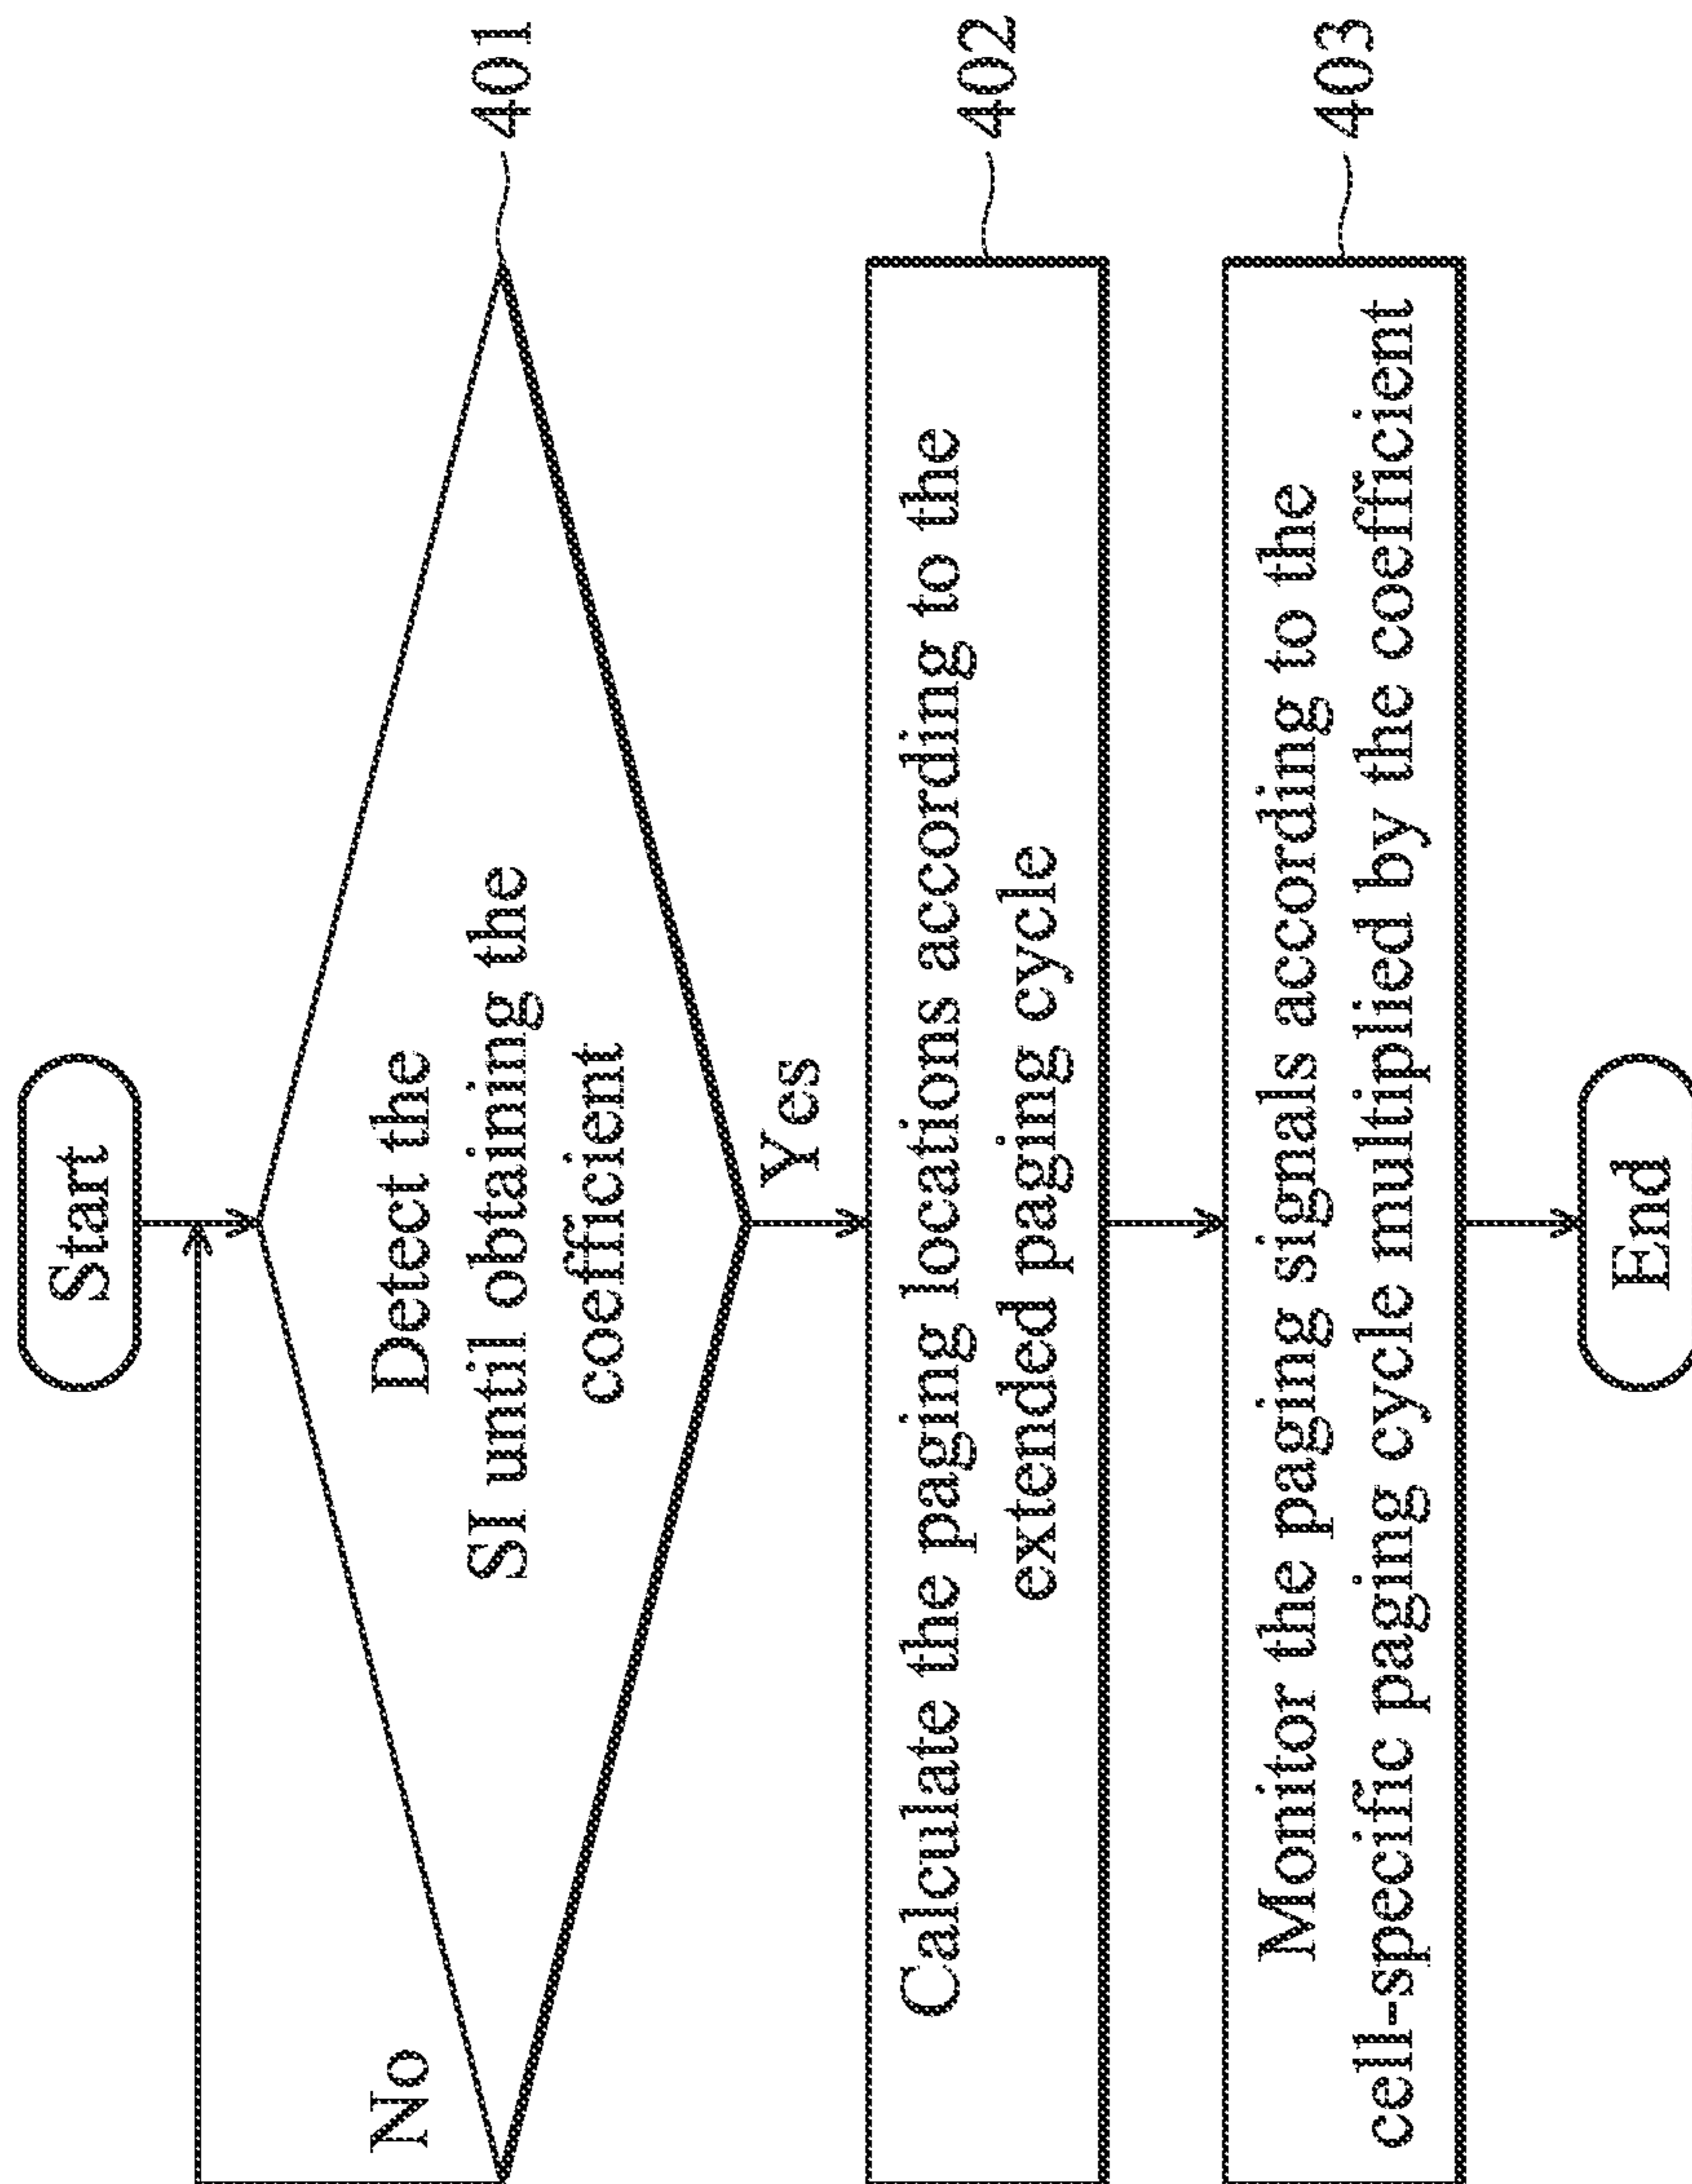 Start
No
Detect the
SI until obtaining the
coefficient
401
Yes
Calculate the paging locations according to the
extended paging cycle
402
Monitor the paging signals according to the
cell-specific paging cycle multiplied by the coefficient
403
End